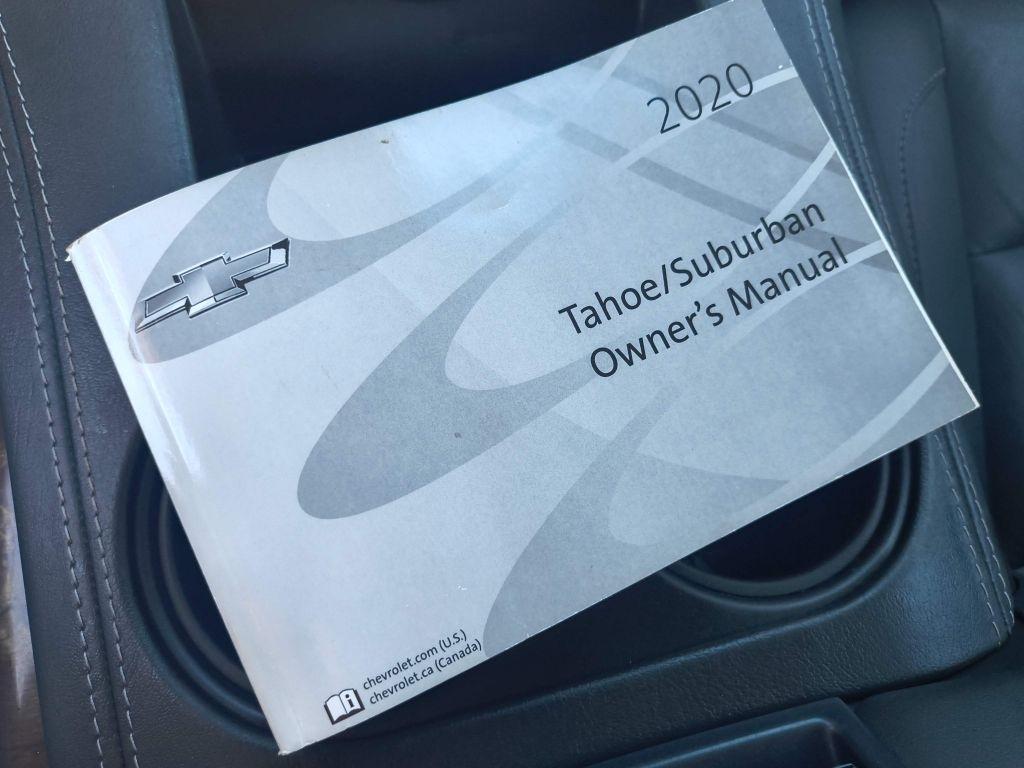 2020
Tahoe/Suburban
Owner's Manual
chevrolet.com (U.S.)
chevrolet.ca (Canada)